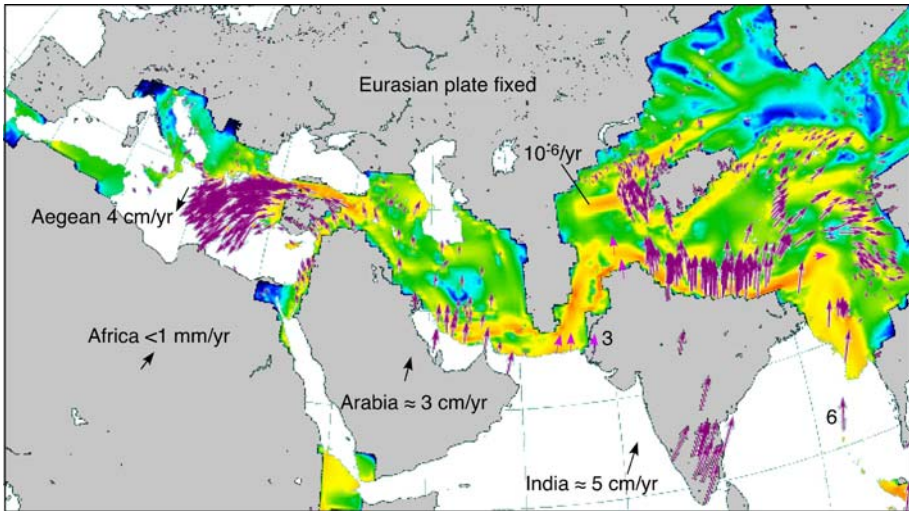 Eurasian plate fixed
10⁻⁶/yr
Aegean 4 cm/yr
Africa <1 mm/yr
3
Arabia ≈ 3 cm/yr
6
India ≈ 5 cm/yr